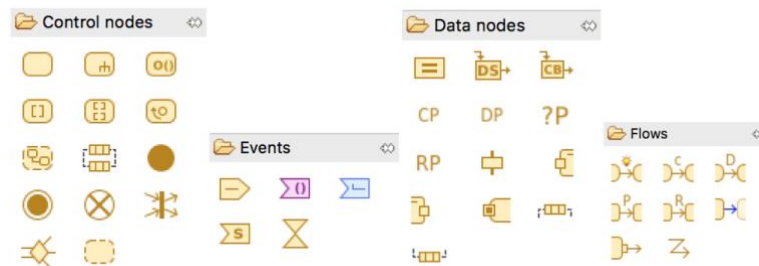 Control nodes
O()
[]
Events
()
S
Data nodes
DS
CB
CP DP ?P
RP
Flows
C D
P R